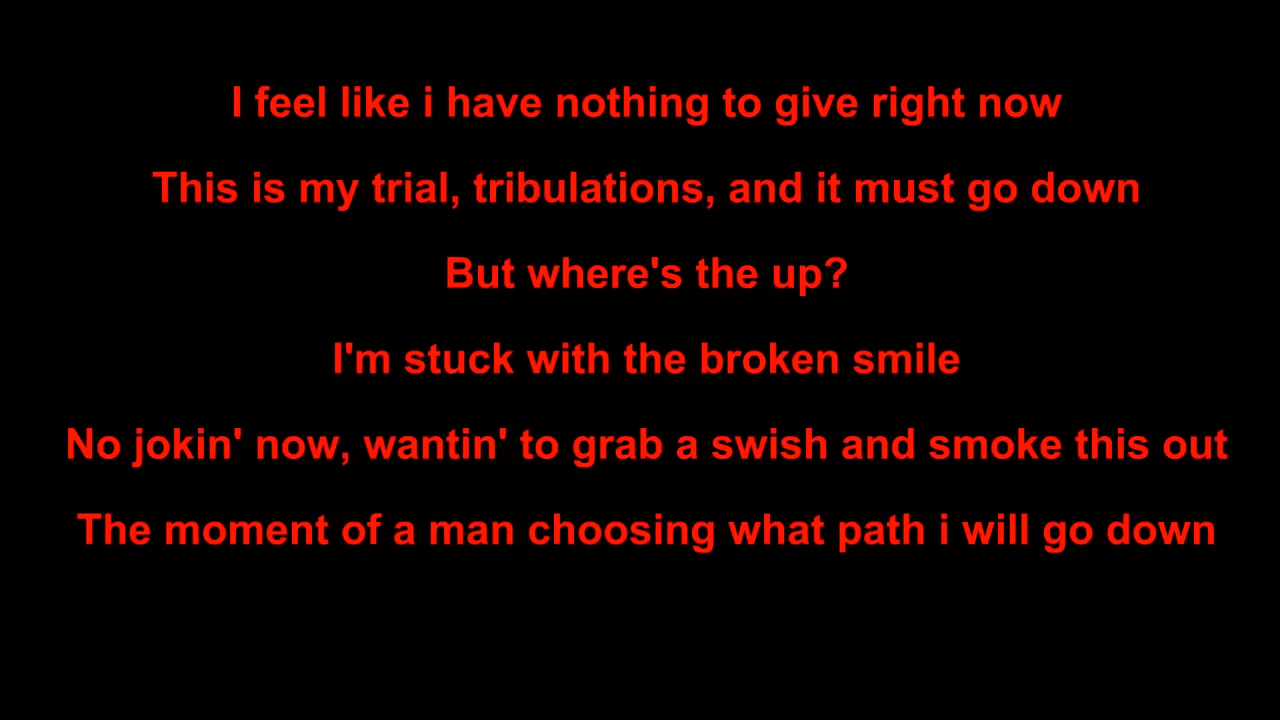 I feel like i have nothing to give right now
This is my trial, tribulations, and it must go down
But where's the up?
I'm stuck with the broken smile
No jokin' now, wantin' to grab a swish and smoke this out
The moment of a man choosing what path i will go down